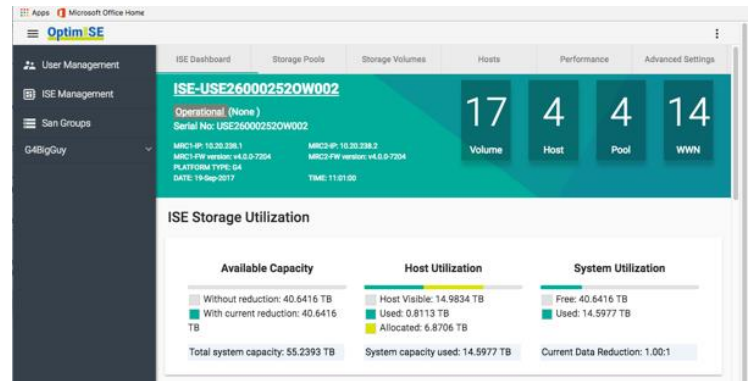 Apps Microsoft Office Home
OptimISE
User Management
ISE Management
San Groups
G4BigGuy
ISE Dashboard Storage Pools Storage Volumes Hosts Performance Advanced Settings
ISE-USE26000252OW002
Operational (None )
Serial No: USE26000252OW002
MRC1-IP: 10.20.238.1 MRC2-IP: 10.20.238.2
MRC1-FW version: v4.0.0-7204 MRC2-FW version: v4.0.0-7204
PLATFORM TYPE: G4
DATE: 19-Sep-2017 TIME: 11:01:00
17 4 4 14
Volume Host Pool WWN
ISE Storage Utilization
Available Capacity Host Utilization System Utilization
Without reduction: 40.6416 TB Host Visible: 14.9834 TB Free: 40.6416 TB
With current reduction: 40.6416 Used: 0.8113 TB Used: 14.5977 TB
TB Allocated: 6.8706 TB
Total system capacity: 55.2393 TB System capacity used: 14.5977 TB Current Data Reduction: 1.00:1